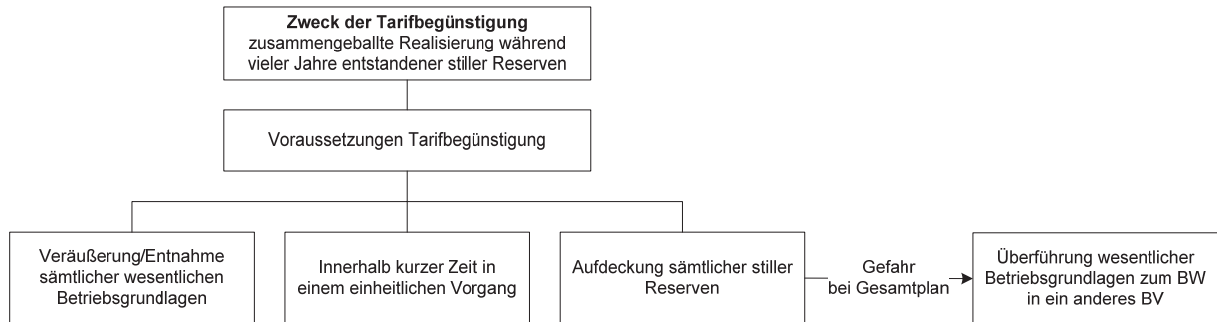 Zweck der Tarifbegünstigung
zusammengeballte Realisierung während
vieler Jahre entstandener stiller Reserven
Voraussetzungen Tarifbegünstigung
Veräußerung/Entnahme
sämtlicher wesentlichen
Betriebsgrundlagen
Innerhalb kurzer Zeit in
einem einheitlichen Vorgang
Aufdeckung sämtlicher stiller
Reserven
Gefahr
bei Gesamtplan
Überführung wesentlicher
Betriebsgrundlagen zum BW
in ein anderes BV